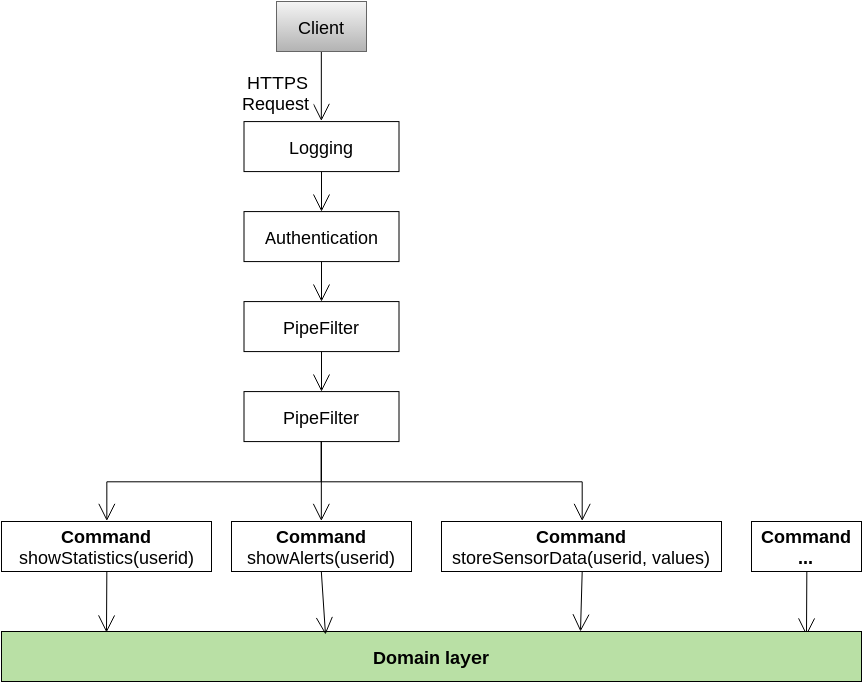 Client
HTTPS
Request
Logging
Authentication
PipeFilter
PipeFilter
Command
showStatistics(userid)
Command
showAlerts(userid)
Command
storeSensorData(userid, values)
Command
...
Domain layer